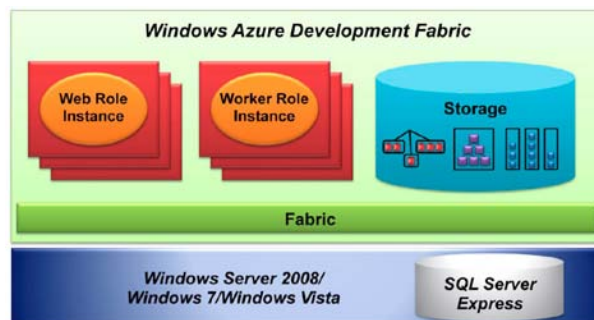 Windows Azure Development Fabric
Web Role
Instance
Worker Role
Instance
Storage
Fabric
Windows Server 2008/
Windows 7/Windows Vista
SQL Server
Express